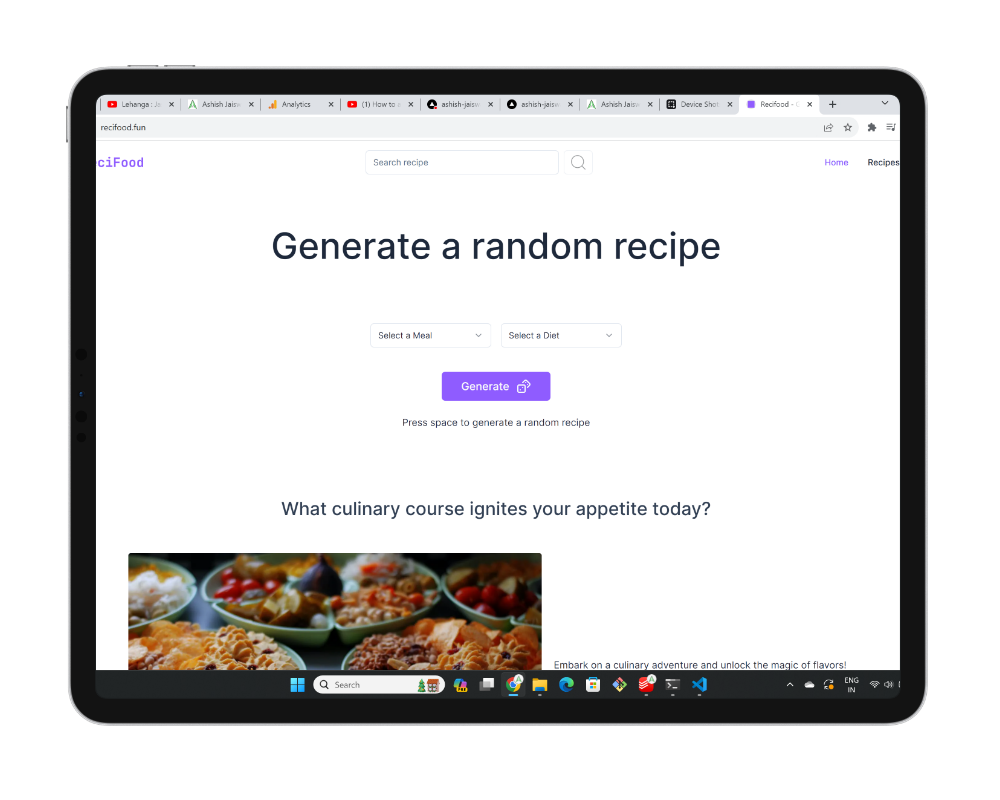 Lehanga : Ja
Ashish Jaisw
Analytics
(1) How to u
ashish-jaisw
ashish-jaisw
Ashish Jaisw
Device Shot
Recifood - G
recifood.fun
eciFood
Search recipe
Home
Recipes
Generate a random recipe
Select a Meal
Select a Diet
Generate
Press space to generate a random recipe
What culinary course ignites your appetite today?
Embark on a culinary adventure and unlock the magic of flavors!
Search
ENG
IN